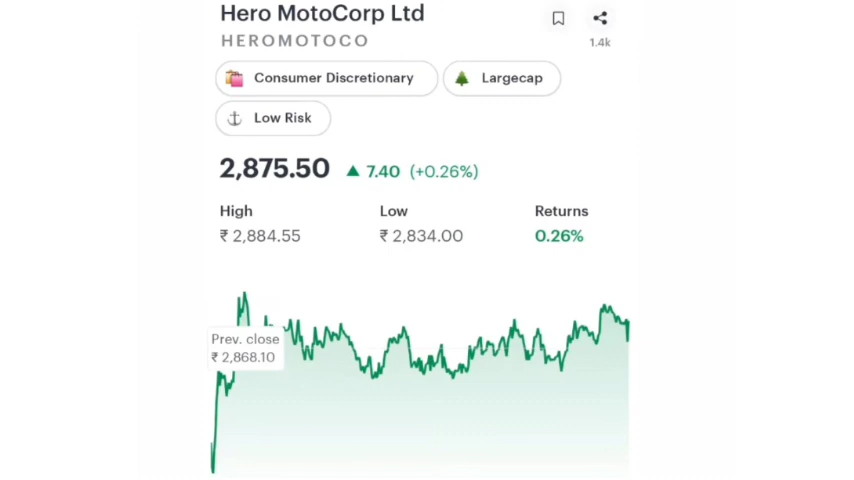 Hero MotoCorp Ltd
HEROMOTOCO
1.4k
Consumer Discretionary
Largecap
Low Risk
2,875.50 ▲ 7.40 (+0.26%)
High Low Returns
₹ 2,884.55 ₹ 2,834.00 0.26%
Prev. close
₹ 2,868.10